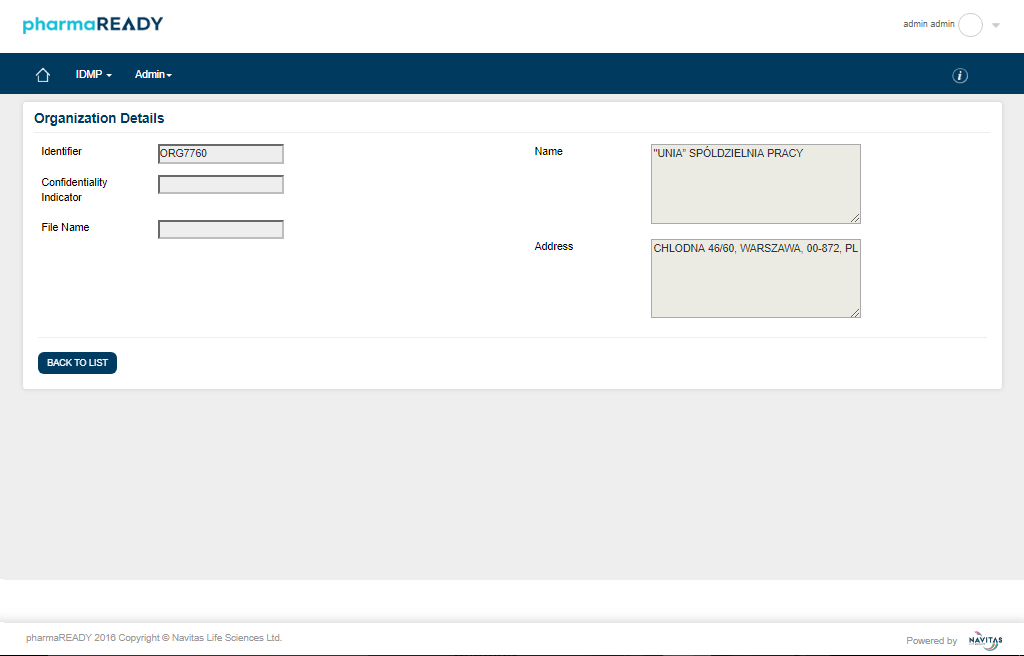 pharmaREADY
admin admin
IDMP
Admin
i
Organization Details
Identifier
ORG7760
Name
"UNIA" SPÓLDZIELNIA PRACY
Confidentiality
Indicator
File Name
Address
CHLODNA 46/60, WARSZAWA, 00-872, PL
BACK TO LIST
pharmaREADY 2016 Copyright © Navitas Life Sciences Ltd.
Powered by
NAVITAS